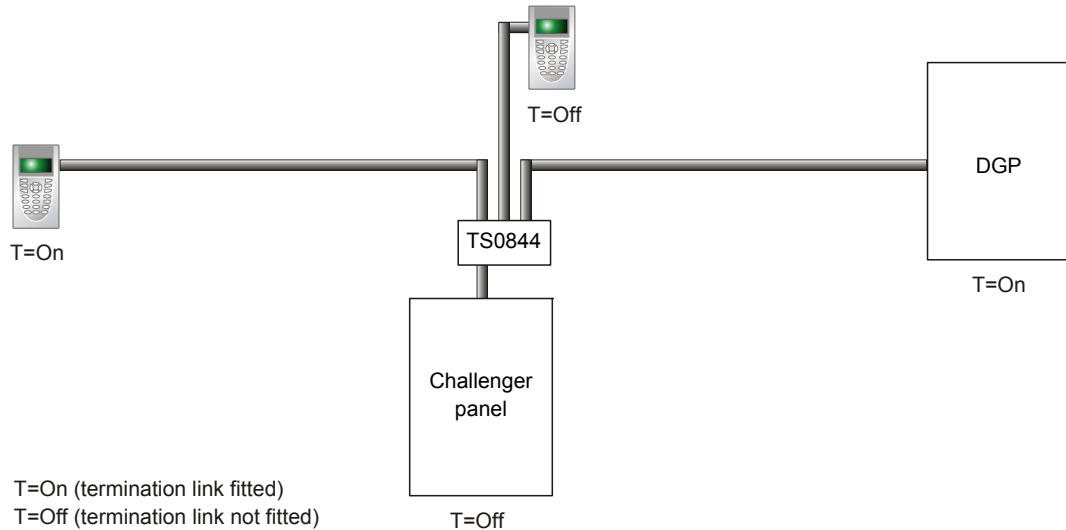 T=Off
T=On
TS0844
DGP
T=On
Challenger
panel
T=On (termination link fitted)
T=Off (termination link not fitted)
T=Off